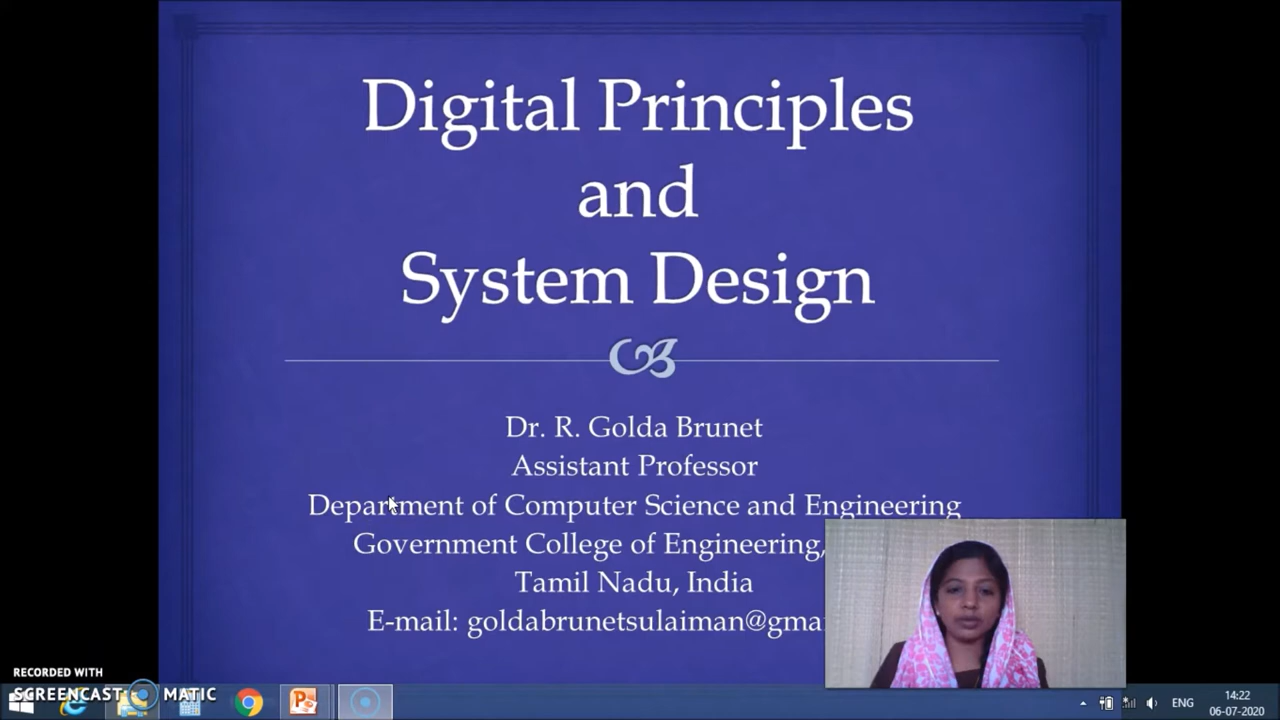 Digital Principles
and
System Design
Dr. R. Golda Brunet
Assistant Professor
Department of Computer Science and Engineering
Government College of Engineering,
Tamil Nadu, India
E-mail: goldabrunetsulaiman@gma
RECORDED WITH
SCREENCAST MATIC
ENG
14:22
06-07-2020